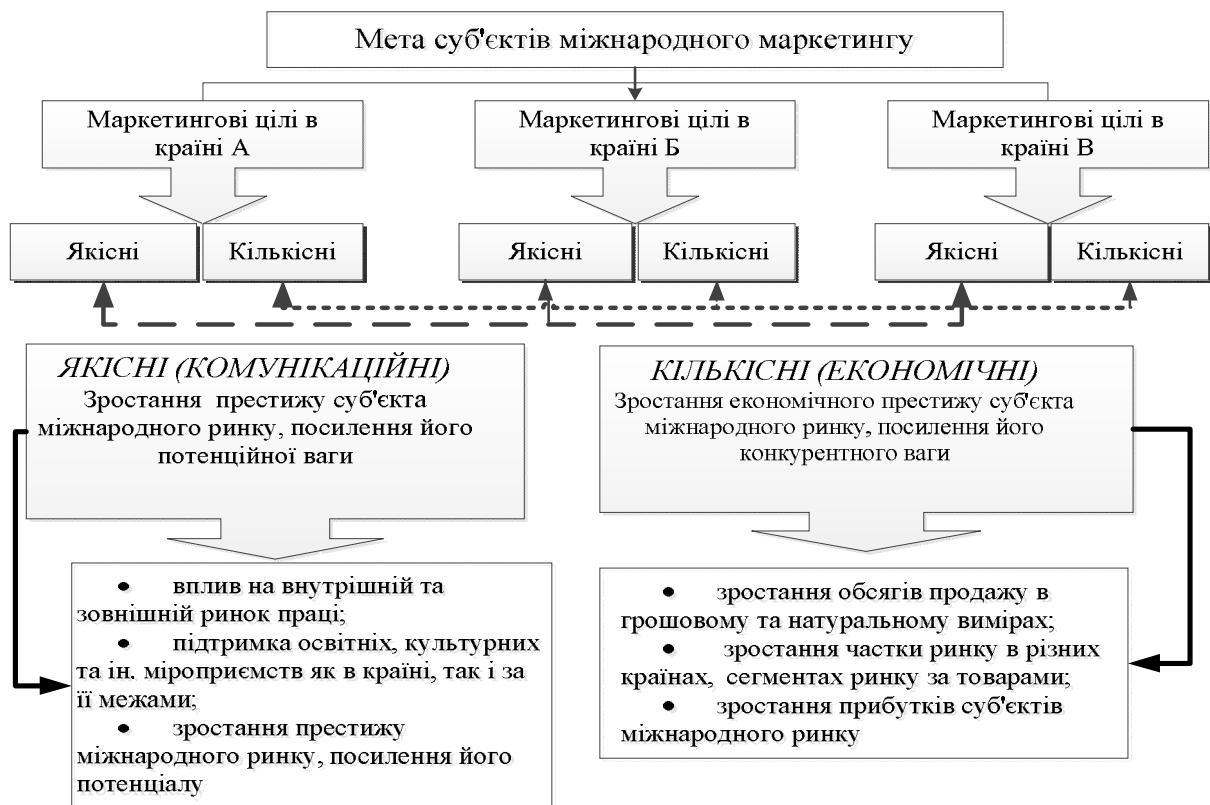 Мета суб'єктів міжнародного маркетингу
Маркетингові цілі в
країні А
Маркетингові цілі в
країні Б
Маркетингові цілі в
країні В
Якісні
Кількісні
Якісні
Кількісні
Якісні
Кількісні
ЯКІСНІ (КОМУНІКАЦІЙНІ)
Зростання престижу суб'єкта
міжнародного ринку, посилення його
потенційної ваги
КІЛЬКІСНІ (ЕКОНОМІЧНІ)
Зростання економічного престижу суб'єкта
міжнародного ринку, посилення його
конкурентного ваги
• вплив на внутрішній та
зовнішній ринок праці;
• підтримка освітніх, культурних
та ін. міроприємств як в країні, так і за
її межами;
• зростання престижу
міжнародного ринку, посилення його
потенціалу
• зростання обсягів продажу в
грошовому та натуральному вимірах;
• зростання частки ринку в різних
країнах, сегментах ринку за товарами;
• зростання прибутків суб'єктів
міжнародного ринку